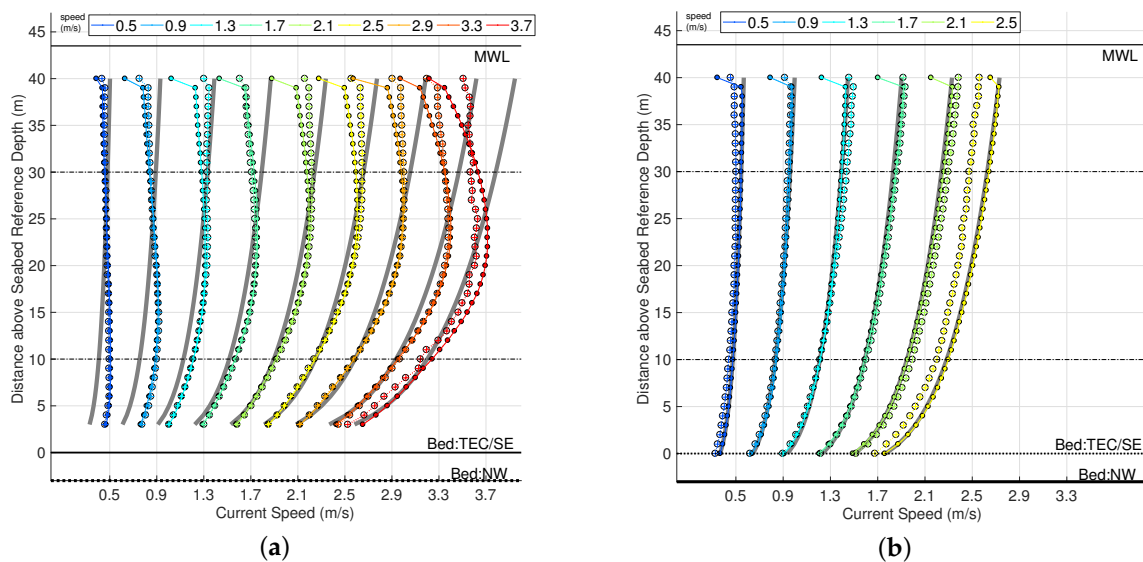 speed
(m/s)
0.5 0.9 1.3 1.7 2.1 2.5 2.9 3.3 3.7
MWL
45
40
35
30
25
20
15
10
5
0
Distance above Seabed Reference Depth (m)
Bed:TEC/SE
Bed:NW
0.5 0.9 1.3 1.7 2.1 2.5 2.9 3.3 3.7
Current Speed (m/s)
(a)
speed
(m/s)
0.5 0.9 1.3 1.7 2.1 2.5
MWL
45
40
35
30
25
20
15
10
5
0
Distance above Seabed Reference Depth (m)
Bed:TEC/SE
Bed:NW
0.5 0.9 1.3 1.7 2.1 2.5 2.9 3.3
Current Speed (m/s)
(b)